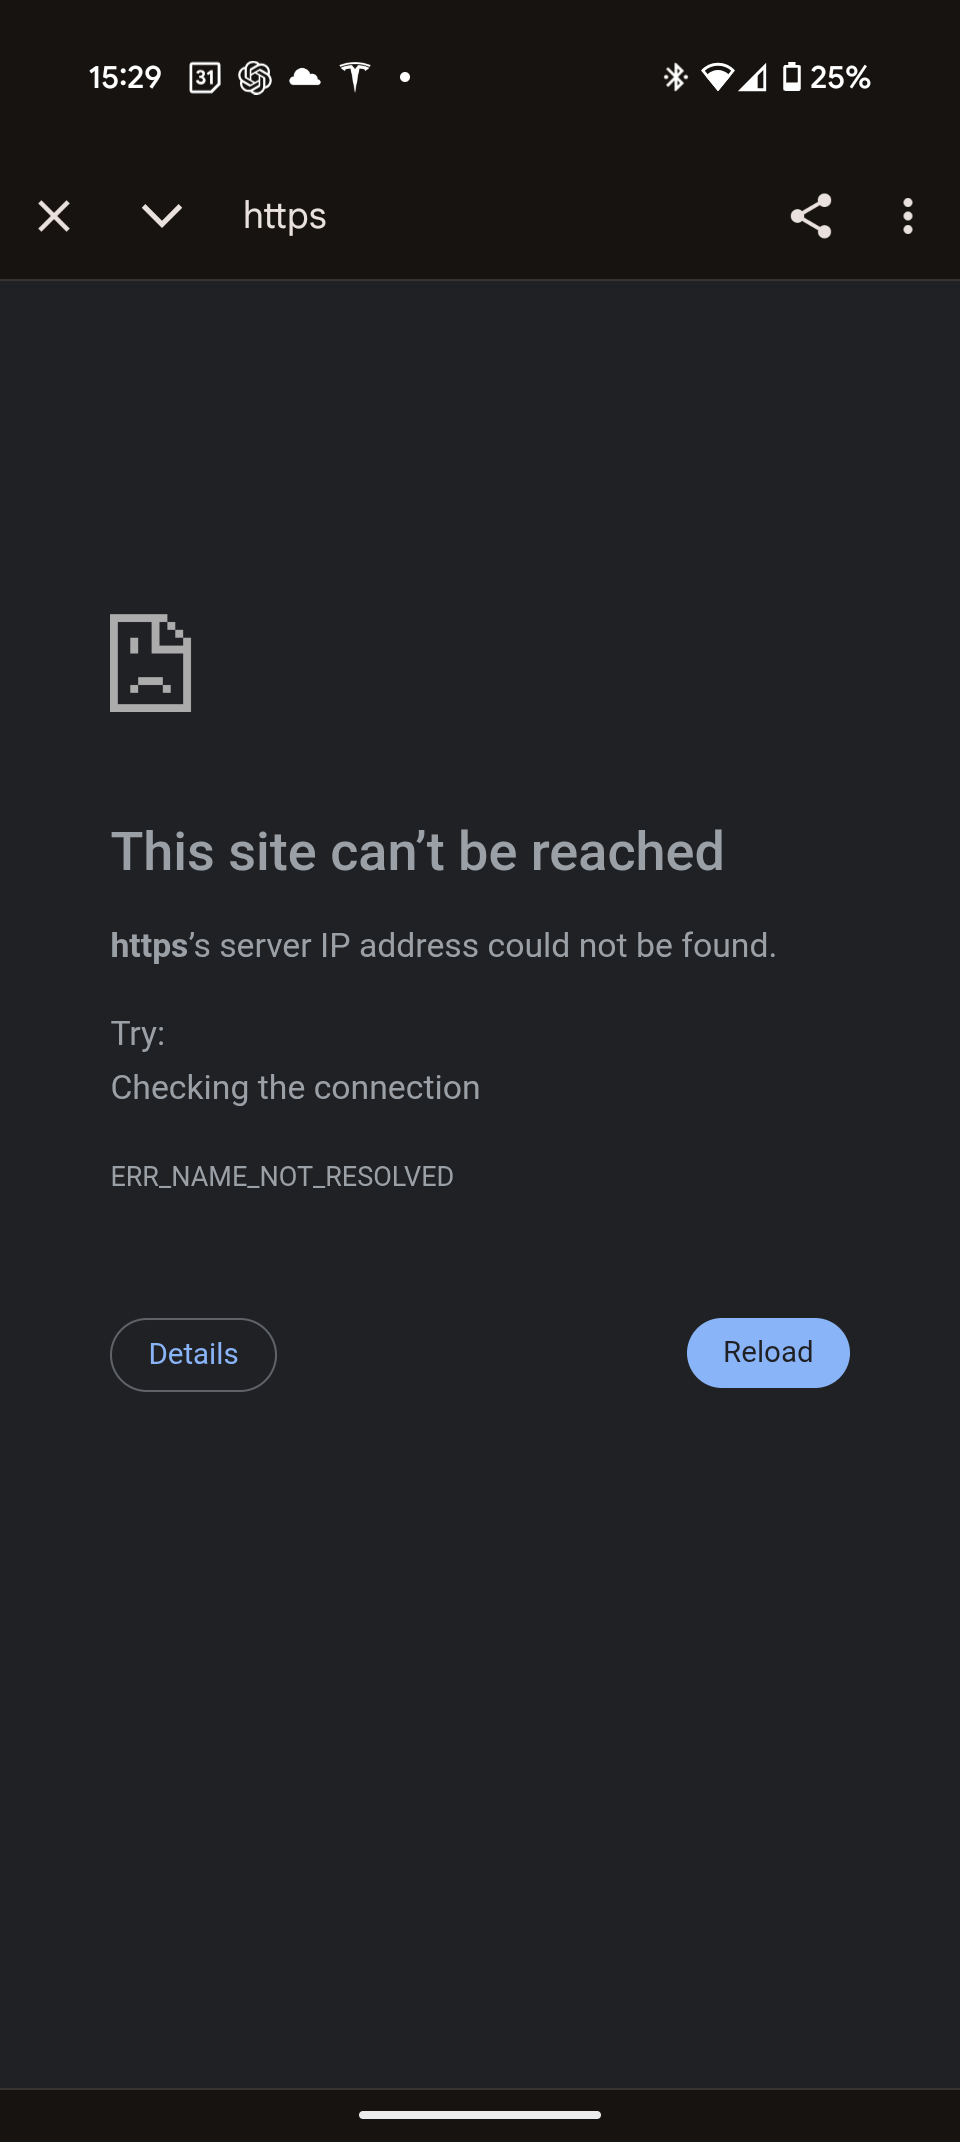 15:29 31 25%
https
This site can’t be reached
https’s server IP address could not be found.
Try:
Checking the connection
ERR_NAME_NOT_RESOLVED
Details Reload